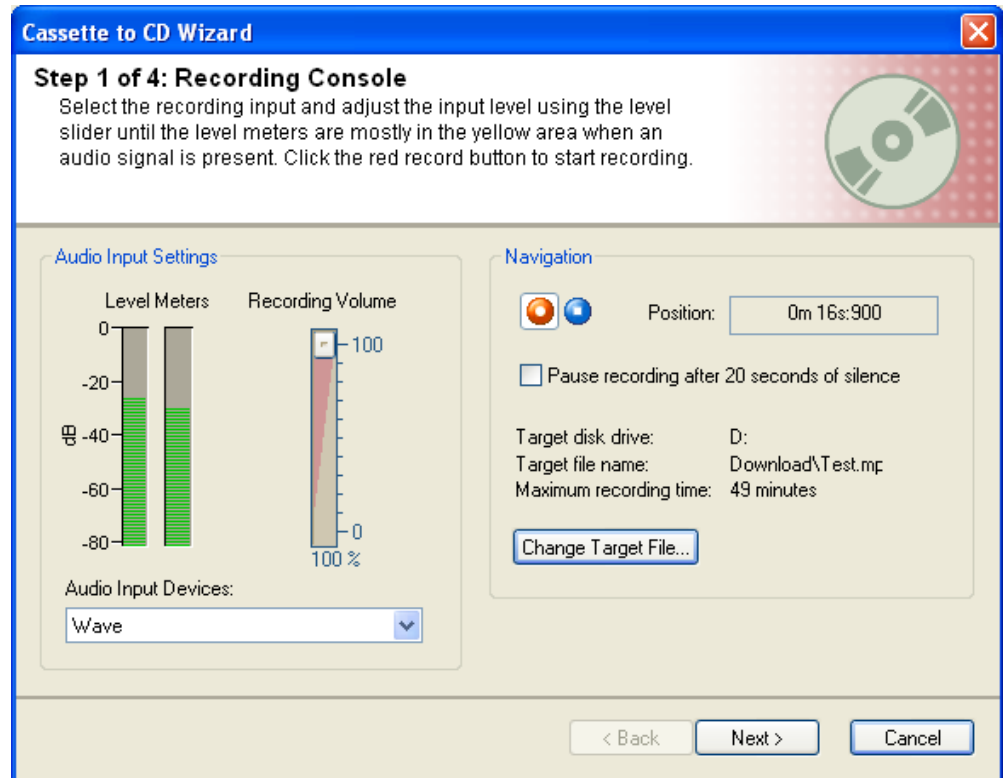 Cassette to CD Wizard
Step 1 of 4: Recording Console
Select the recording input and adjust the input level using the level
slider until the level meters are mostly in the yellow area when an
audio signal is present. Click the red record button to start recording.
Audio Input Settings
Level Meters
Recording Volume
0
-20
-40
-60
-80
dB
100
0
100 %
Audio Input Devices:
Wave
Navigation
Position: 0m 16s:900
Pause recording after 20 seconds of silence
Target disk drive: D:
Target file name: Download\Test.mp
Maximum recording time: 49 minutes
Change Target File...
< Back
Next >
Cancel